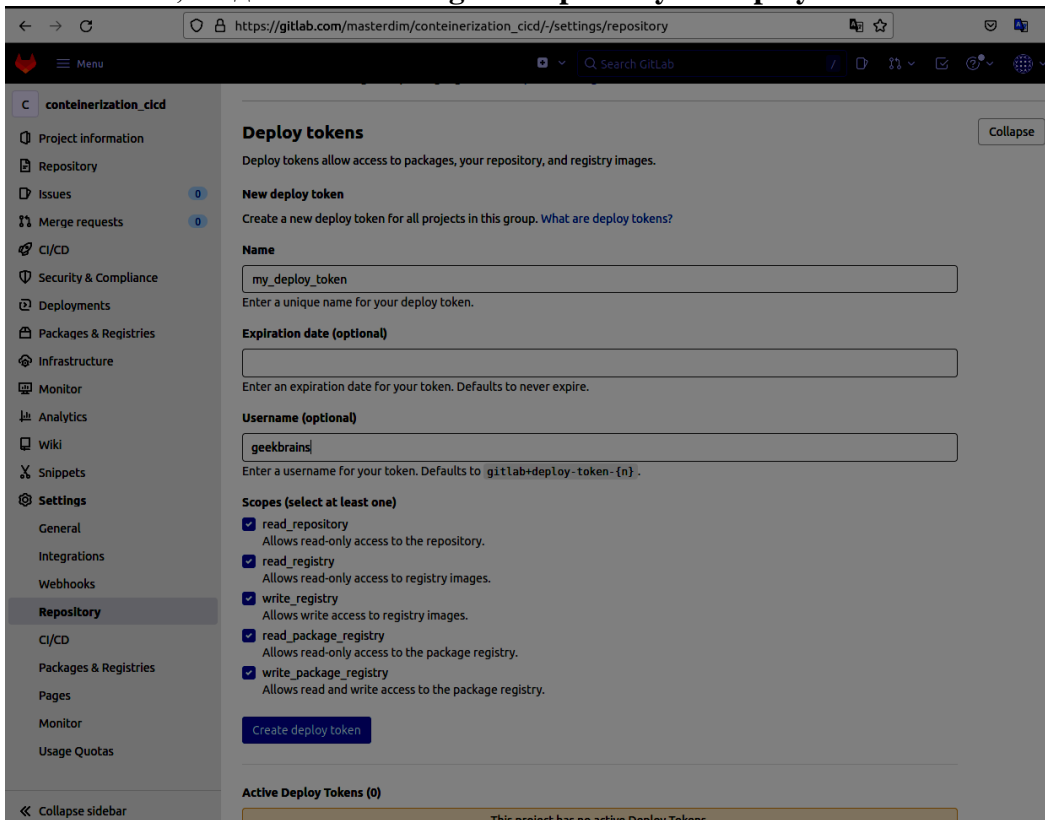 https://gitlab.com/masterdim/conteinerization_cicd/-/settings/repository
Menu
Search GitLab
/
C conteinerization_cicd
Project information
Repository
Issues 0
Merge requests 0
CI/CD
Security & Compliance
Deployments
Packages & Registries
Infrastructure
Monitor
Analytics
Wiki
Snippets
Settings
General
Integrations
Webhooks
Repository
CI/CD
Packages & Registries
Pages
Monitor
Usage Quotas
Collapse sidebar
Deploy tokens
Collapse
Deploy tokens allow access to packages, your repository, and registry images.
New deploy token
Create a new deploy token for all projects in this group. What are deploy tokens?
Name
my_deploy_token
Enter a unique name for your deploy token.
Expiration date (optional)
Enter an expiration date for your token. Defaults to never expire.
Username (optional)
geekbrains
Enter a username for your token. Defaults to gitlab+deploy-token-{n}.
Scopes (select at least one)
read_repository
Allows read-only access to the repository.
read_registry
Allows read-only access to registry images.
write_registry
Allows write access to registry images.
read_package_registry
Allows read-only access to the package registry.
write_package_registry
Allows read and write access to the package registry.
Create deploy token
Active Deploy Tokens (0)
This project has no active Deploy Tokens